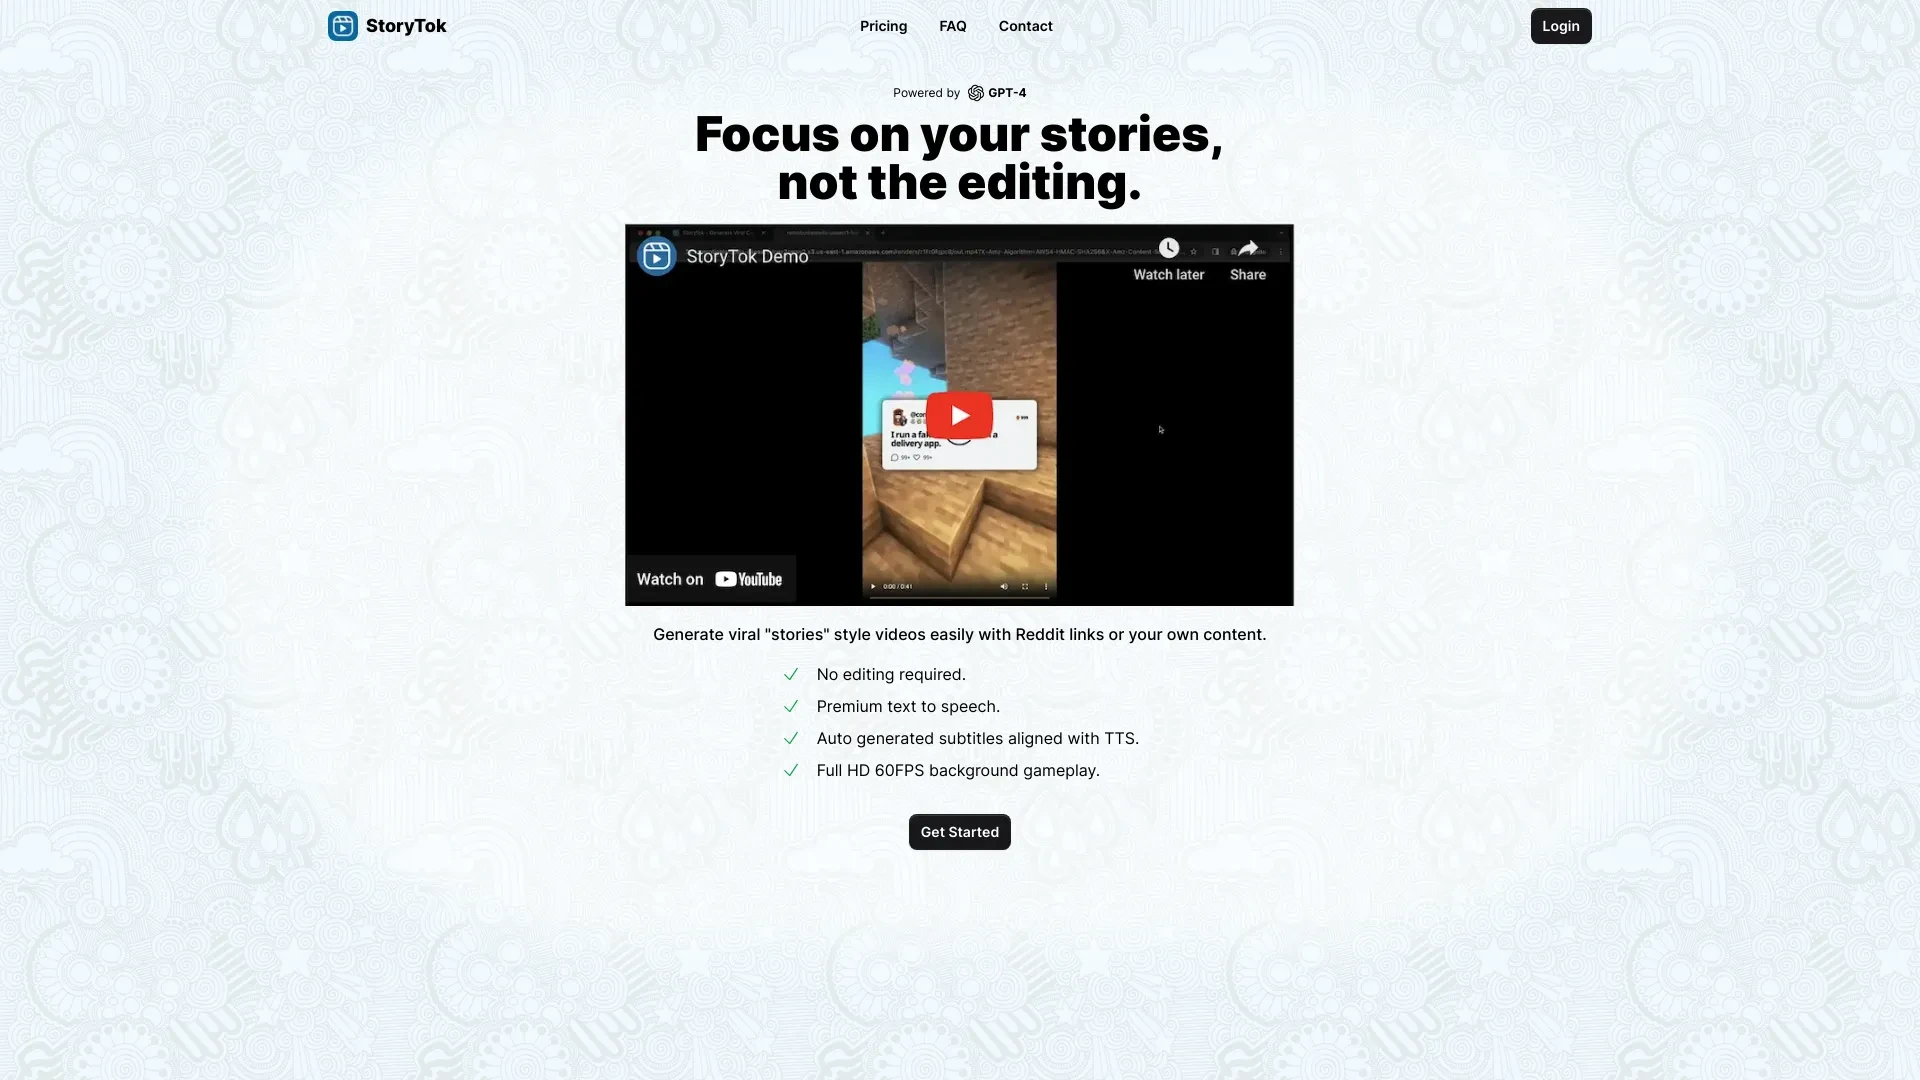 StoryTok
Pricing
FAQ
Contact
Login
Powered by GPT-4
Focus on your stories,
not the editing.
StoryTok Demo
Watch later
Share
I run a
delivery app.
99+ 99+
0:00 / 0:41
Watch on YouTube
Generate viral "stories" style videos easily with Reddit links or your own content.
No editing required.
Premium text to speech.
Auto generated subtitles aligned with TTS.
Full HD 60FPS background gameplay.
Get Started